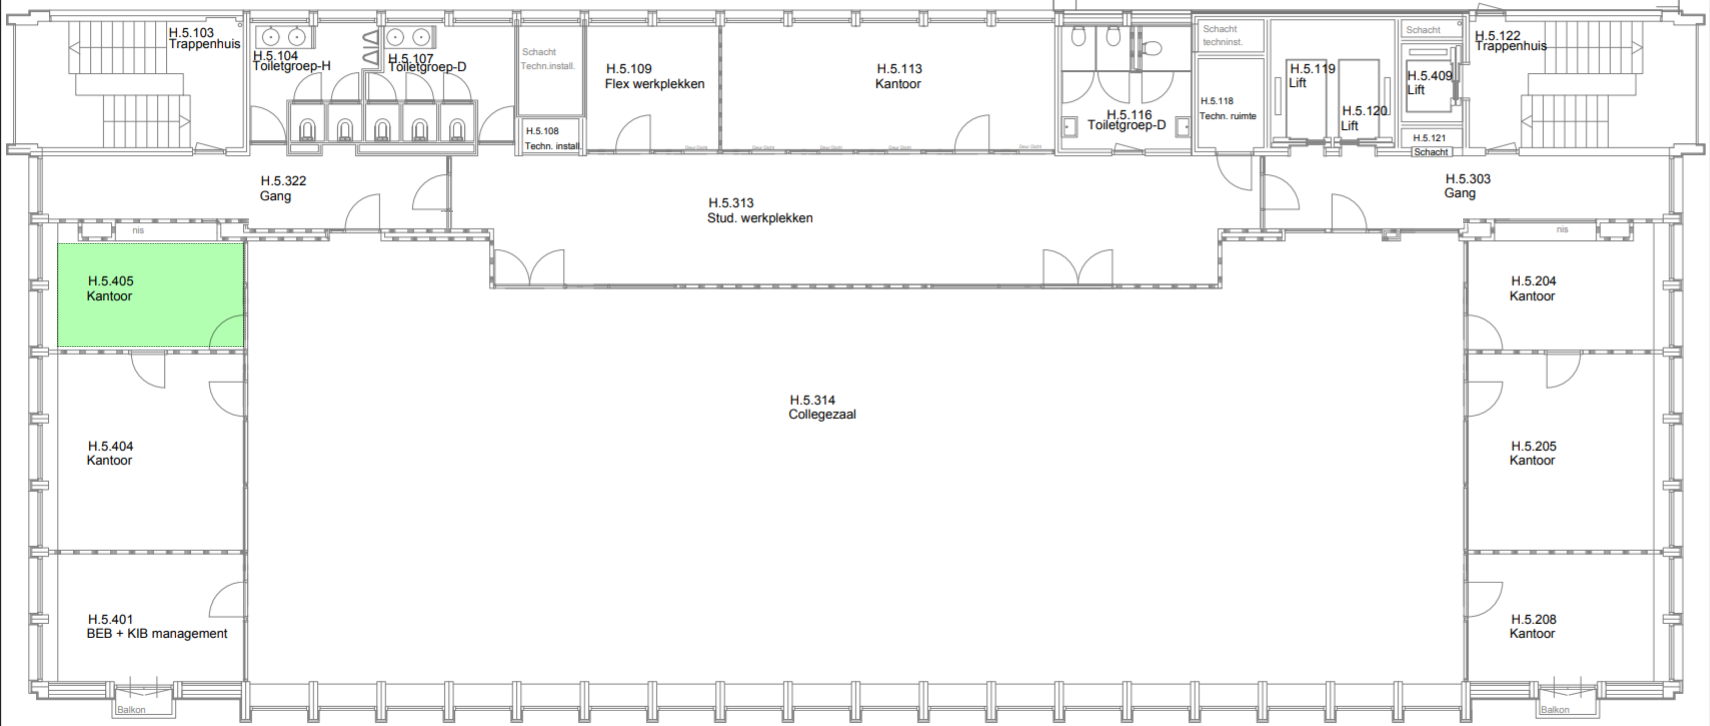 H.5.103
Trappenhuis
H.5.104
Toiletgroep-H
H.5.107
Toiletgroep-D
Schacht
Techn.install.
H.5.108
Techn. install.
H.5.109
Flex werkplekken
H.5.113
Kantoor
H.5.116
Toiletgroep-D
Schacht
techninst.
H.5.118
Techn. ruimte
H.5.119
Lift
H.5.120
Lift
Schacht
H.5.409
Lift
H.5.121
Schacht
H.5.122
Trappenhuis
H.5.322
Gang
H.5.313
Stud. werkplekken
H.5.303
Gang
nis
nis
H.5.405
Kantoor
H.5.204
Kantoor
H.5.314
Collegezaal
H.5.404
Kantoor
H.5.205
Kantoor
H.5.401
BEB + KIB management
H.5.208
Kantoor
Balkon
Balkon